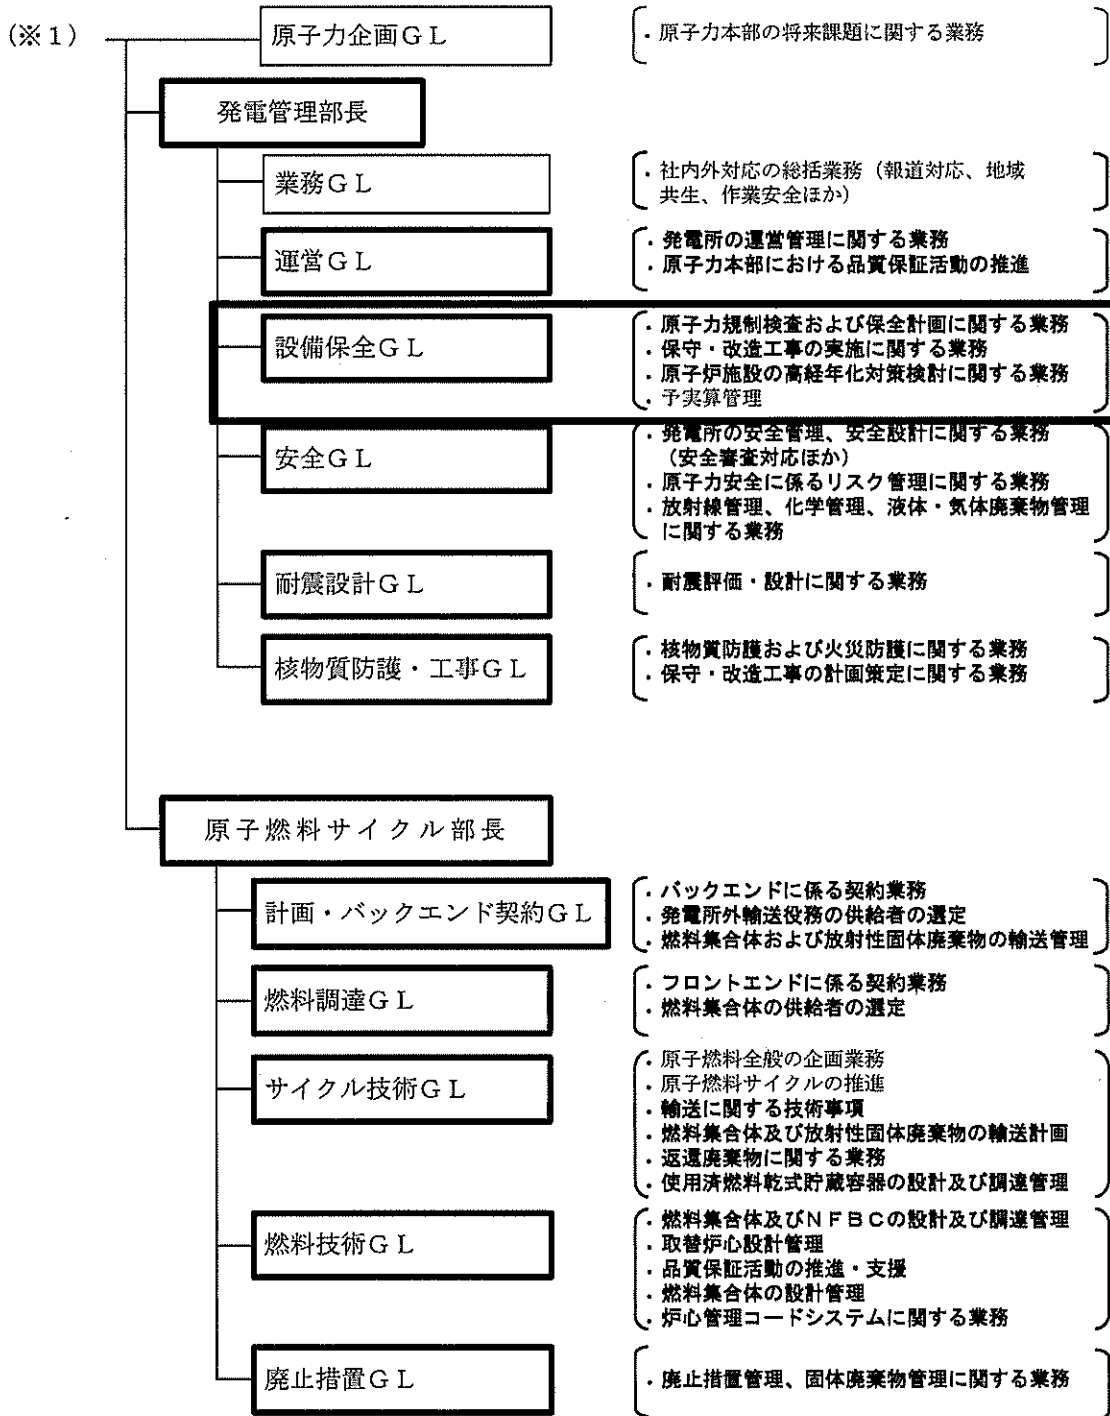 (※1)
原子力企画GL
・原子力本部の将来課題に関する業務
発電管理部長
業務GL
・社内外対応の総括業務(報道対応、地域
共生、作業安全ほか)
運営GL
・発電所の運営管理に関する業務
・原子力本部における品質保証活動の推進
設備保全GL
・原子力規制検査および保全計画に関する業務
・保守・改造工事の実施に関する業務
・原子炉施設の高経年化対策検討に関する業務
・予実算管理
安全GL
・発電所の安全管理、安全設計に関する業務
(安全審査対応ほか)
・原子力安全に係るリスク管理に関する業務
・放射線管理、化学管理、液体・気体廃棄物管理
に関する業務
耐震設計GL
・耐震評価・設計に関する業務
核物質防護・工事GL
・核物質防護および火災防護に関する業務
・保守・改造工事の計画策定に関する業務
原子燃料サイクル部長
計画・バックエンド契約GL
・バックエンドに係る契約業務
・発電所外輸送役務の供給者の選定
・燃料集合体および放射性固体廃棄物の輸送管理
燃料調達GL
・フロントエンドに係る契約業務
・燃料集合体の供給者の選定
サイクル技術GL
・原子燃料全般の企画業務
・原子燃料サイクルの推進
・輸送に関する技術事項
・燃料集合体及び放射性固体廃棄物の輸送計画
・返還廃棄物に関する業務
・使用済燃料乾式貯蔵容器の設計及び調達管理
燃料技術GL
・燃料集合体及びNFBCの設計及び調達管理
・取替炉心設計管理
・品質保証活動の推進・支援
・燃料集合体の設計管理
・炉心管理コードシステムに関する業務
廃止措置GL
・廃止措置管理、固体廃棄物管理に関する業務